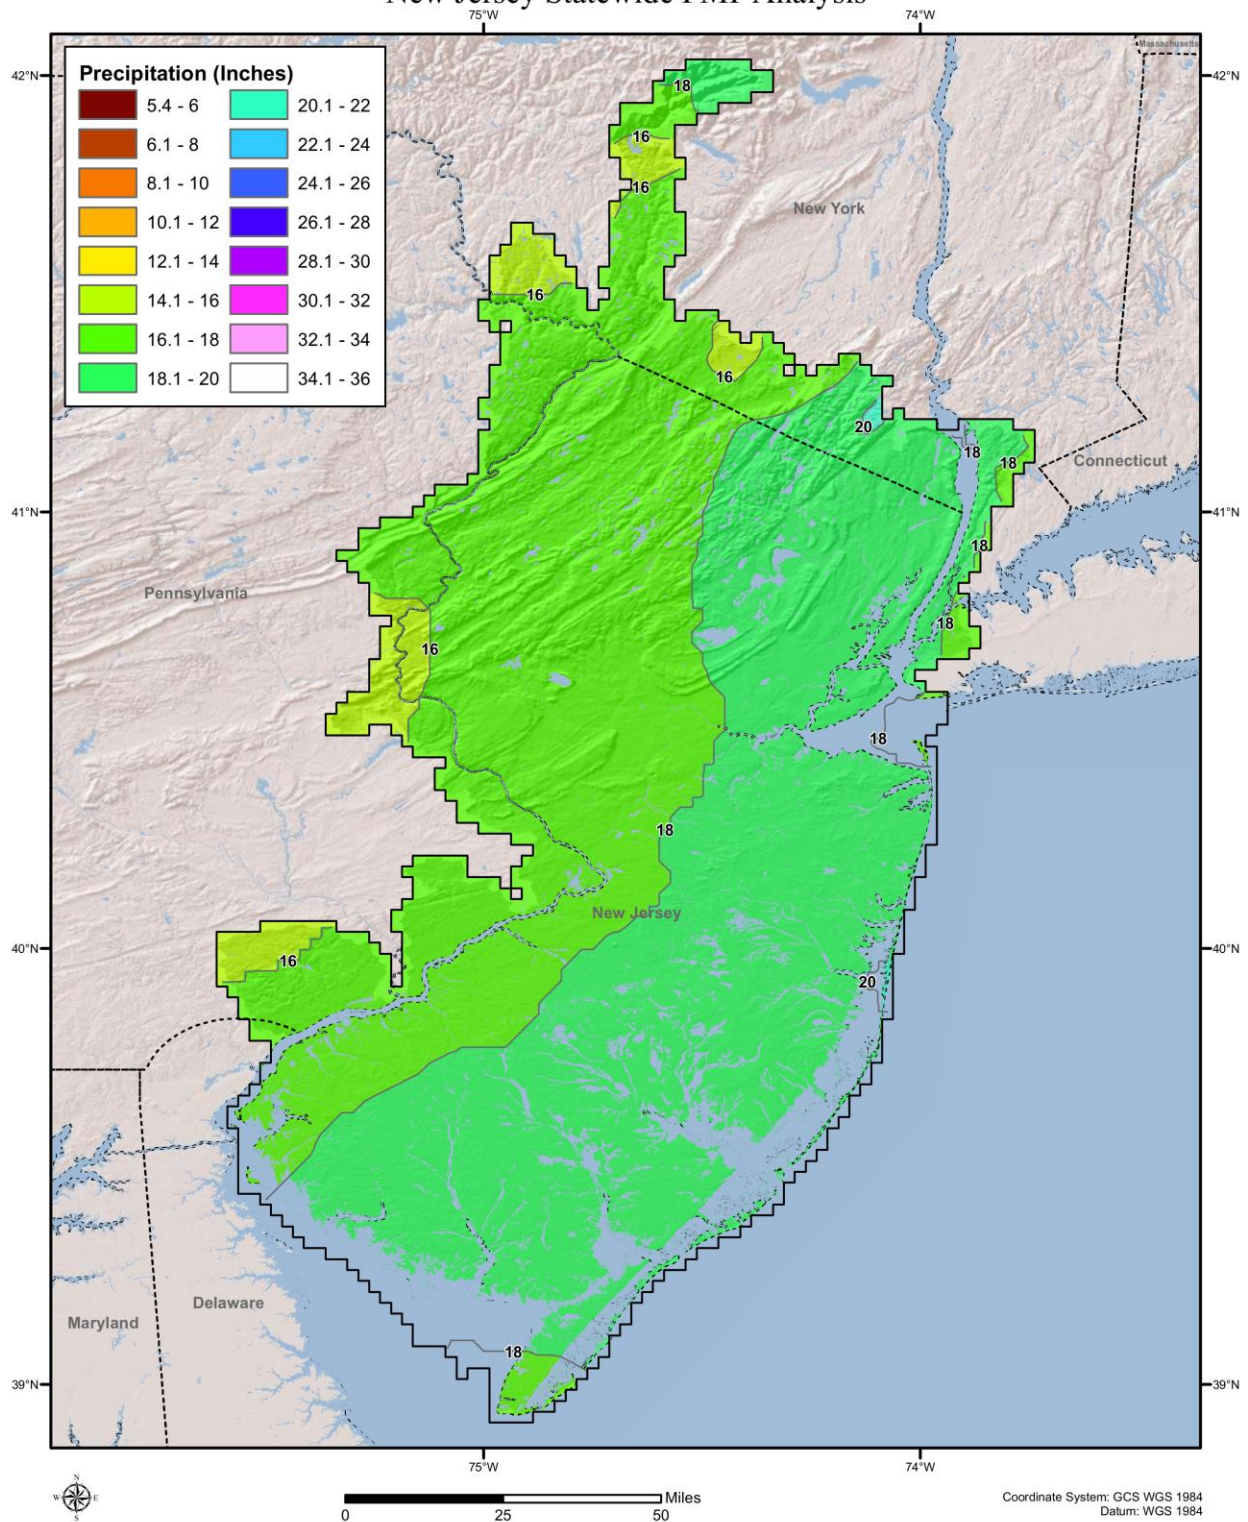 New Jersey Statewide PMP Analysis
75°W 74°W
42°N 42°N
Massachusetts
Precipitation (Inches)
5.4 - 6 20.1 - 22
6.1 - 8 22.1 - 24
8.1 - 10 24.1 - 26
10.1 - 12 26.1 - 28
12.1 - 14 28.1 - 30
14.1 - 16 30.1 - 32
16.1 - 18 32.1 - 34
18.1 - 20 34.1 - 36
18
16
16
New York
16
16
20
18
18
Connecticut
41°N 41°N
18
Pennsylvania
18
16
18
18
New Jersey
40°N 40°N
16
20
Delaware
Maryland
18
39°N 39°N
75°W 74°W
N
W E
S
Miles
0 25 50
Coordinate System: GCS WGS 1984
Datum: WGS 1984